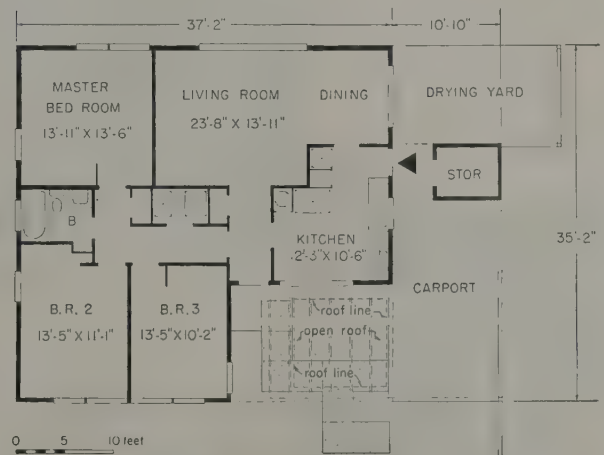 37'-2"
10'-10"
MASTER
BED ROOM
13'-11" X 13'-6"
LIVING ROOM
23'-8" X 13'-11"
DINING
DRYING YARD
STOR
B
KITCHEN
2'-3" X 10'-6"
35'-2"
CARPORT
B.R. 2
13'-5" X 11'-1"
B.R. 3
13'-5" X 10'-2"
roof line
open roof
roof line
0 5 10 feet